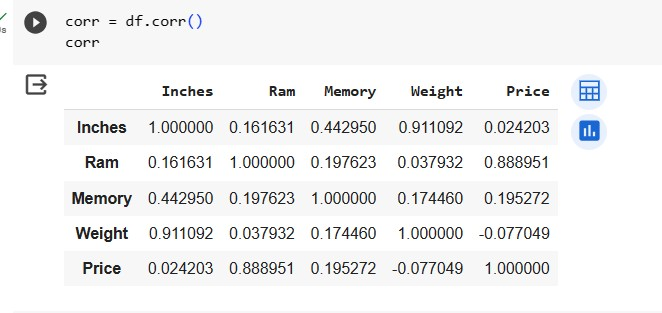 corr = df.corr()
corr
Inches Ram Memory Weight Price
Inches 1.000000 0.161631 0.442950 0.911092 0.024203
Ram 0.161631 1.000000 0.197623 0.037932 0.888951
Memory 0.442950 0.197623 1.000000 0.174460 0.195272
Weight 0.911092 0.037932 0.174460 1.000000 -0.077049
Price 0.024203 0.888951 0.195272 -0.077049 1.000000